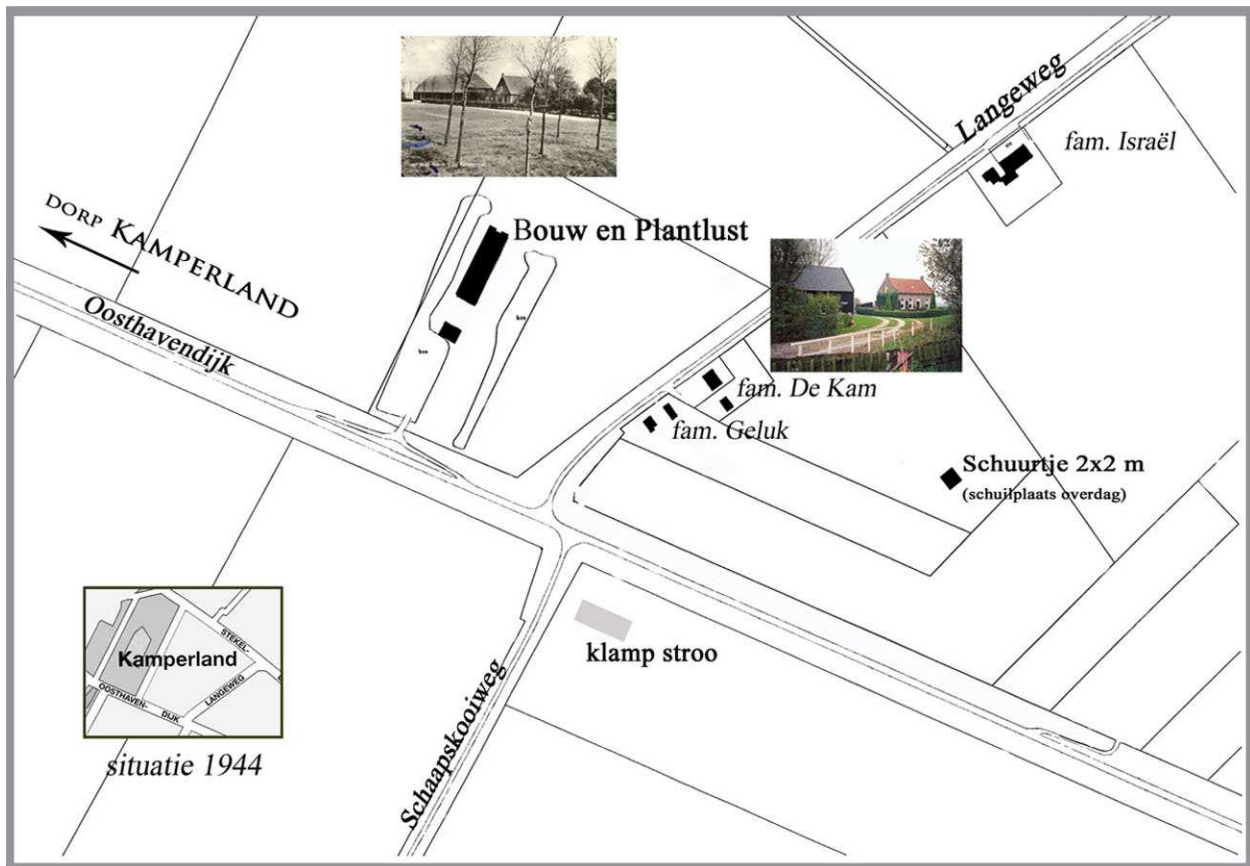 Langeweg
fam. Israël
DORP KAMPERLAND
Bouw en Plantlust
Oosthavendijk
fam. De Kam
fam. Geluk
Schuurtje 2x2 m
(schuilplaats overdag)
klamp stroo
Schaapskooiweg
STEKEL-
Kamperland
LANGEWEG
OOSTHAVEN-
DIJK
situatie 1944